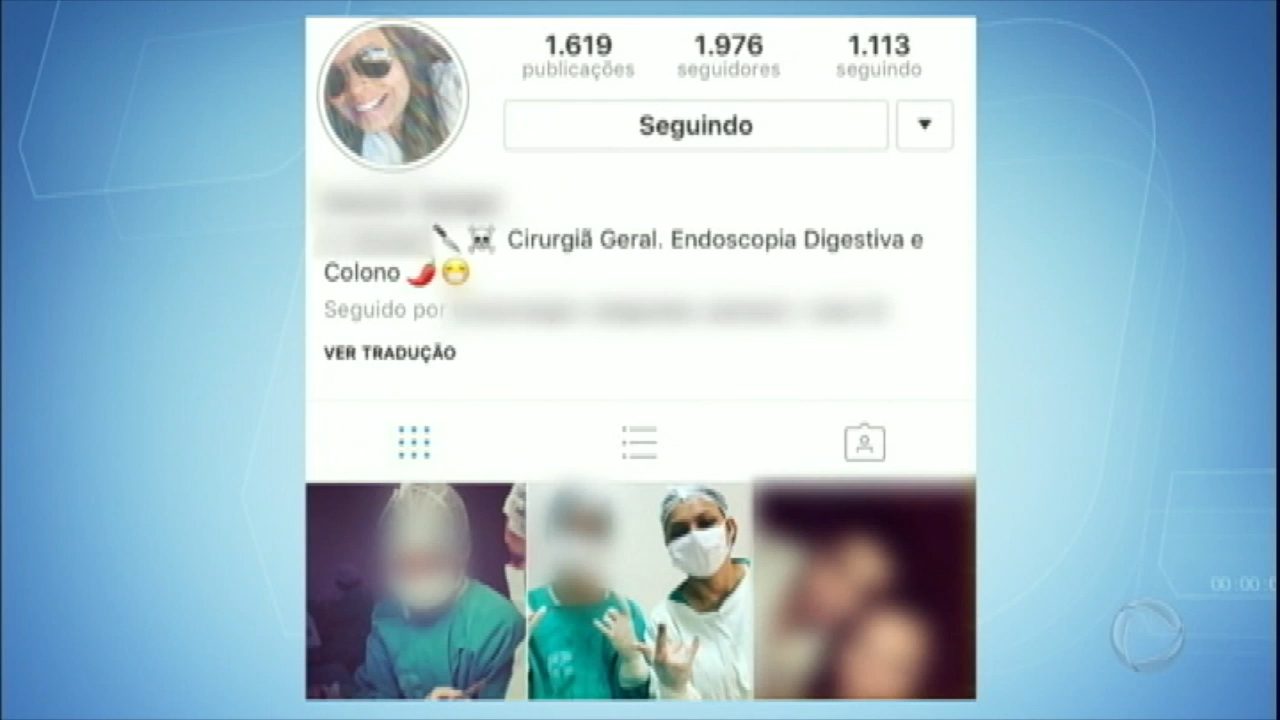 1.619 1.976 1.113
publicações seguidores seguindo
Seguindo
Cirurgiã Geral. Endoscopia Digestiva e
Colono
Seguido por
VER TRADUÇÃO